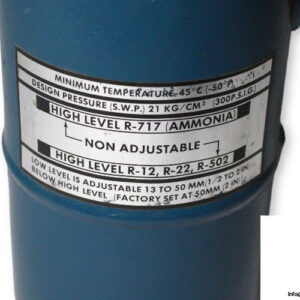 MINIMUM TEMPERATURE 45°C (-50°F)
DESIGN PRESSURE (S.W.P.) 21 KG/CM² (300P.S.I.G.)
HIGH LEVEL R-717 (AMMONIA)
NON ADJUSTABLE
HIGH LEVEL R-12, R-22, R-502
LOW LEVEL IS ADJUSTABLE 13 TO 50 MM (1/2 TO 2 IN)
BELOW HIGH LEVEL (FACTORY SET AT 50MM (2 IN)